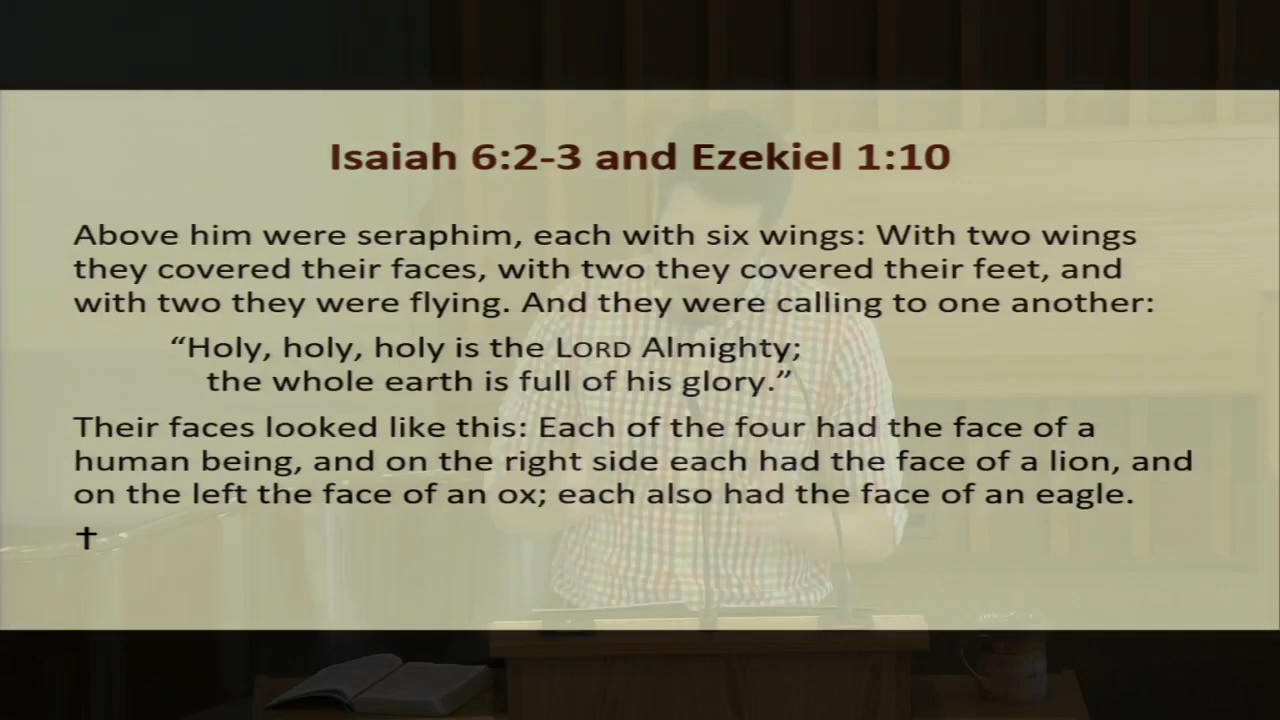 Isaiah 6:2-3 and Ezekiel 1:10
Above him were seraphim, each with six wings: With two wings
they covered their faces, with two they covered their feet, and
with two they were flying. And they were calling to one another:
“Holy, holy, holy is the LORD Almighty;
the whole earth is full of his glory.”
Their faces looked like this: Each of the four had the face of a
human being, and on the right side each had the face of a lion, and
on the left the face of an ox; each also had the face of an eagle.
✝